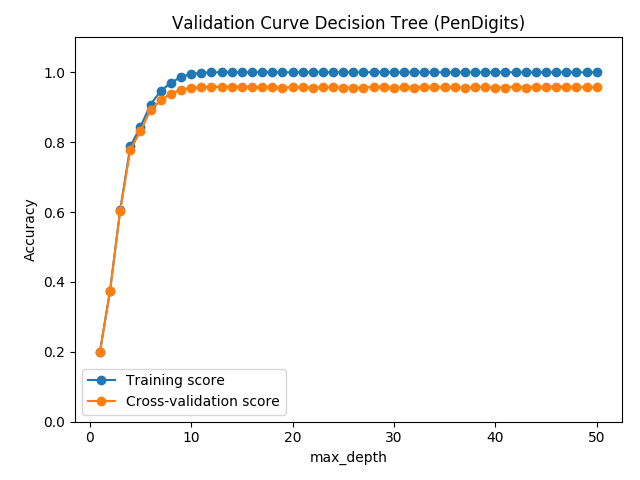 Validation Curve Decision Tree (PenDigits)
1.0
0.8
0.6
0.4
0.2
0.0
Accuracy
Training score
Cross-validation score
0 10 20 30 40 50
max_depth